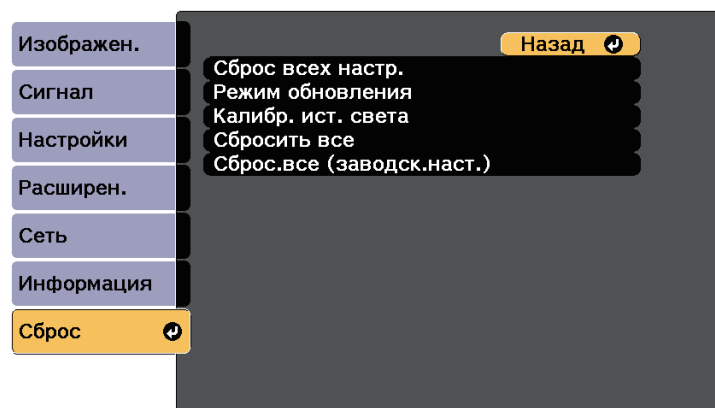 Изображен.
Сигнал
Настройки
Расширен.
Сеть
Информация
Сброс
Назад
Сброс всех настр.
Режим обновления
Калибр. ист. света
Сбросить все
Сброс.все (заводск.наст.)